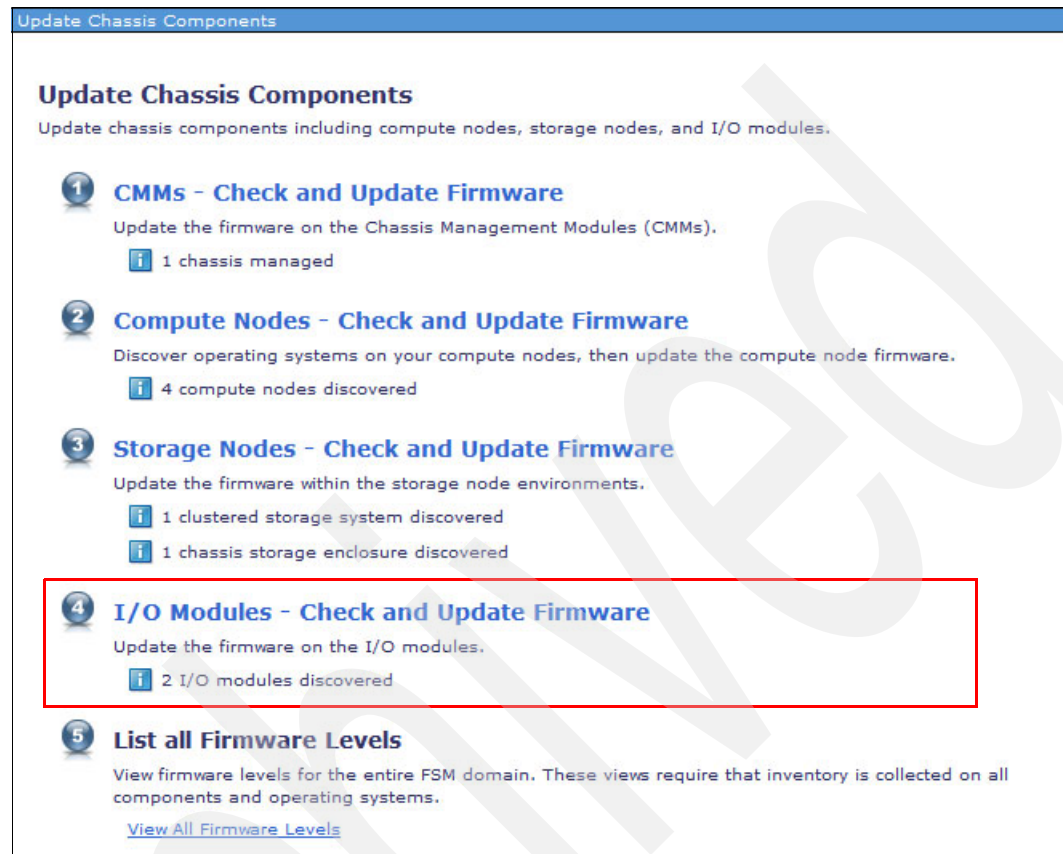 Update Chassis Components
Update Chassis Components
Update chassis components including compute nodes, storage nodes, and I/O modules.
1 CMMs - Check and Update Firmware
Update the firmware on the Chassis Management Modules (CMMs).
i 1 chassis managed
2 Compute Nodes - Check and Update Firmware
Discover operating systems on your compute nodes, then update the compute node firmware.
i 4 compute nodes discovered
3 Storage Nodes - Check and Update Firmware
Update the firmware within the storage node environments.
i 1 clustered storage system discovered
i 1 chassis storage enclosure discovered
4 I/O Modules - Check and Update Firmware
Update the firmware on the I/O modules.
i 2 I/O modules discovered
5 List all Firmware Levels
View firmware levels for the entire FSM domain. These views require that inventory is collected on all
components and operating systems.
View All Firmware Levels